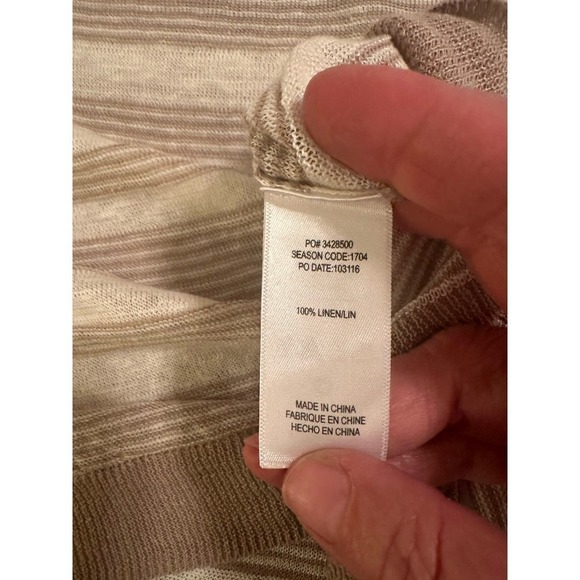 PO# 3428500
SEASON CODE:1704
PO DATE:103116
100% LINEN/LIN
MADE IN CHINA
FABRIQUE EN CHINE
HECHO EN CHINA